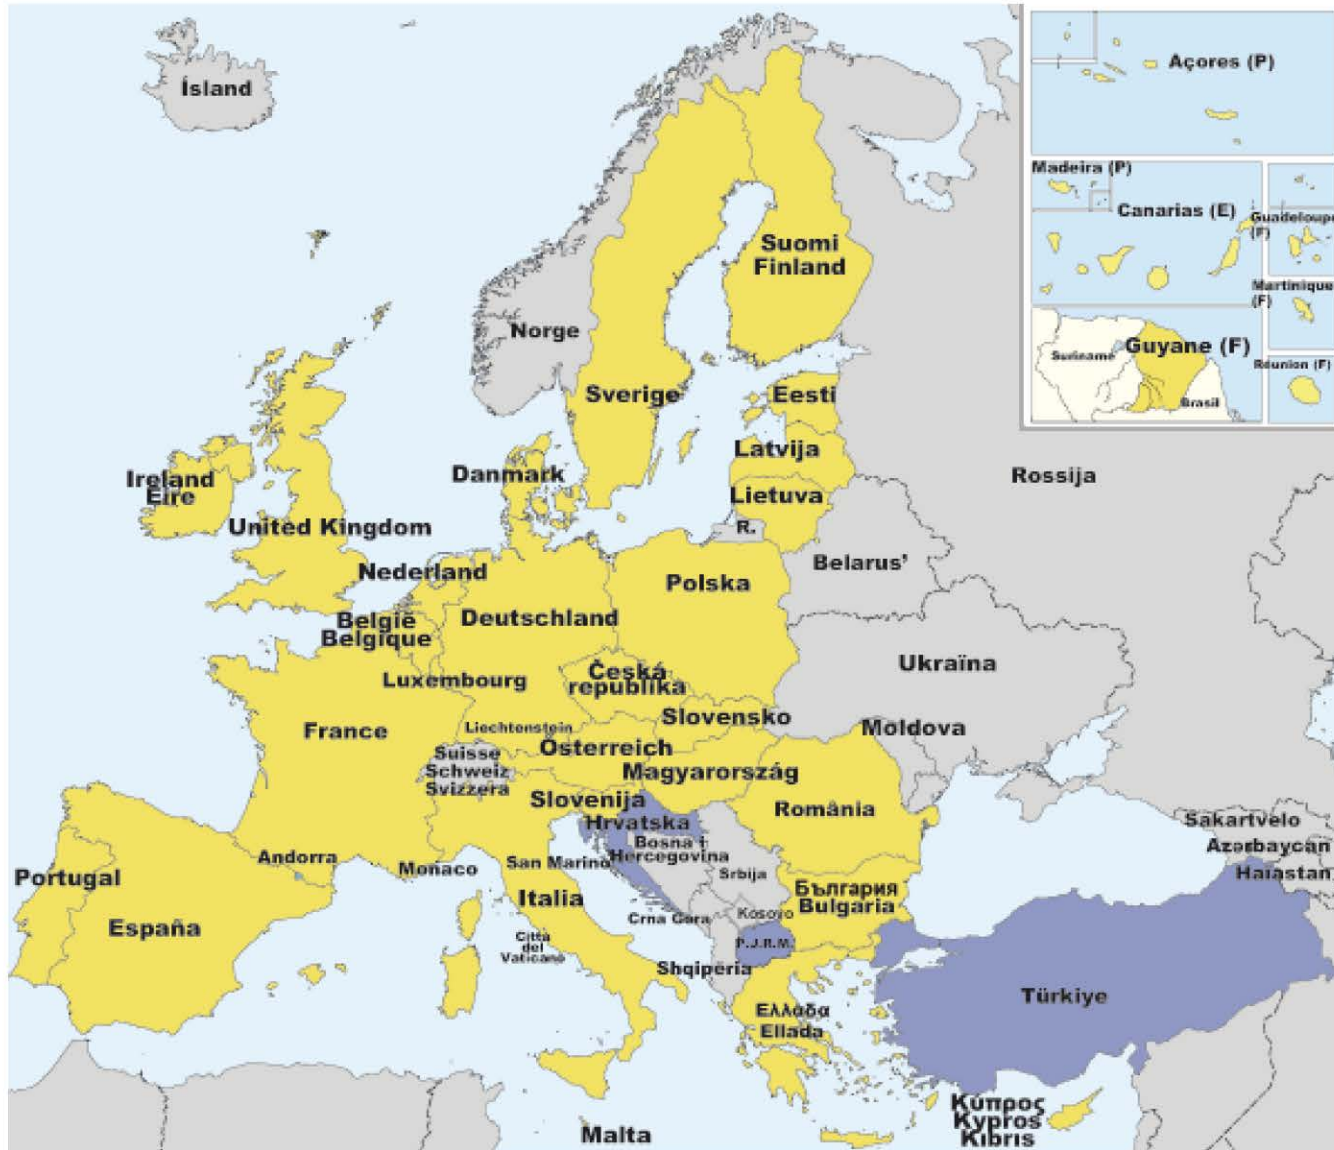 Ísland
Açores (P)
Madeira (P)
Canarias (E)
Guadeloupe
(F)
Martinique
(F)
Suriname
Guyane (F)
Brasil
Réunion (F)
Suomi
Finland
Norge
Sverige
Eesti
Latvija
Lietuva
R.
Danmark
Ireland
Éire
United Kingdom
Rossija
Belarus'
Nederland
Polska
België
Belgique
Deutschland
Luxembourg
Česká
republika
Ukraïna
Slovensko
France
Liechtenstein
Österreich
Moldova
Suisse
Schweiz
Svizzera
Magyarország
Slovenija
România
Hrvatska
Bosna i
Hercegovina
Sakartvelo
Azərbaycan
Haïastan
Andorra
Monaco
San Marino
Srbija
Portugal
España
Italia
България
Bulgaria
Crna Gora
Kosovo
Città
del
Vaticano
P.J.R.M.
Shqipëria
Türkiye
Ελλάδα
Ellada
Κύπρος
Kypros
Kıbrıs
Malta